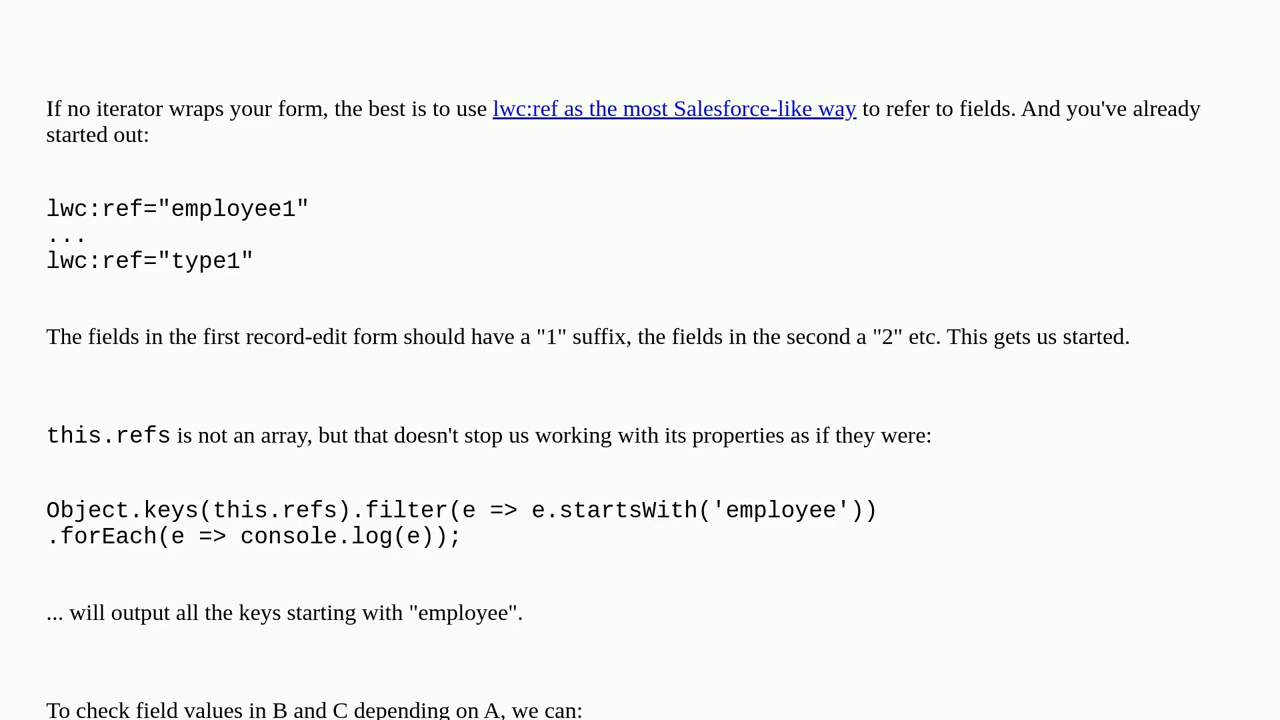 If no iterator wraps your form, the best is to use lwc:ref as the most Salesforce-like way to refer to fields. And you've already
started out:
lwc:ref="employee1"
...
lwc:ref="type1"
The fields in the first record-edit form should have a "1" suffix, the fields in the second a "2" etc. This gets us started.
this.refs is not an array, but that doesn't stop us working with its properties as if they were:
Object.keys(this.refs).filter(e => e.startsWith('employee'))
.forEach(e => console.log(e));
... will output all the keys starting with "employee".
To check field values in B and C depending on A, we can: